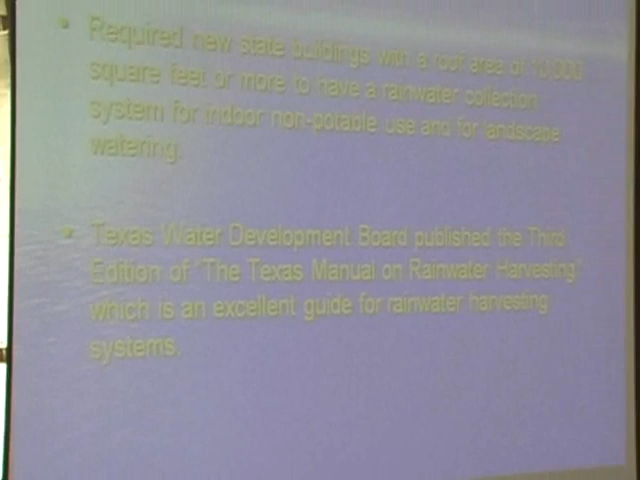 • Required new state buildings with a roof area of 10,000
square feet or more to have a rainwater collection
system for indoor non-potable use and for landscape
watering.
• Texas Water Development Board published the Third
Edition of "The Texas Manual on Rainwater Harvesting"
which is an excellent guide for rainwater harvesting
systems.